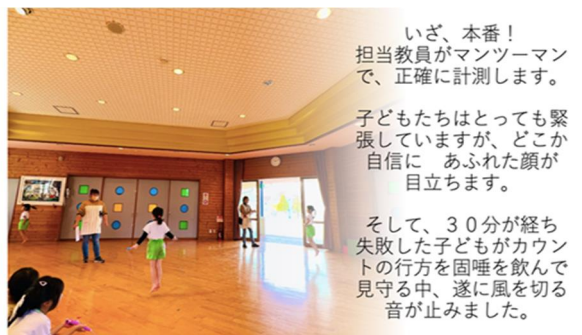 いざ、本番！
担当教員がマンツーマン
で、正確に計測します。
子どもたちはとっても緊
張していますが、どこか
自信に　あふれた顔が
目立ちます。
そして、３０分が経ち
失敗した子どもがカウン
トの行方を固唾を飲んで
見守る中、遂に風を切る
音が止みました。